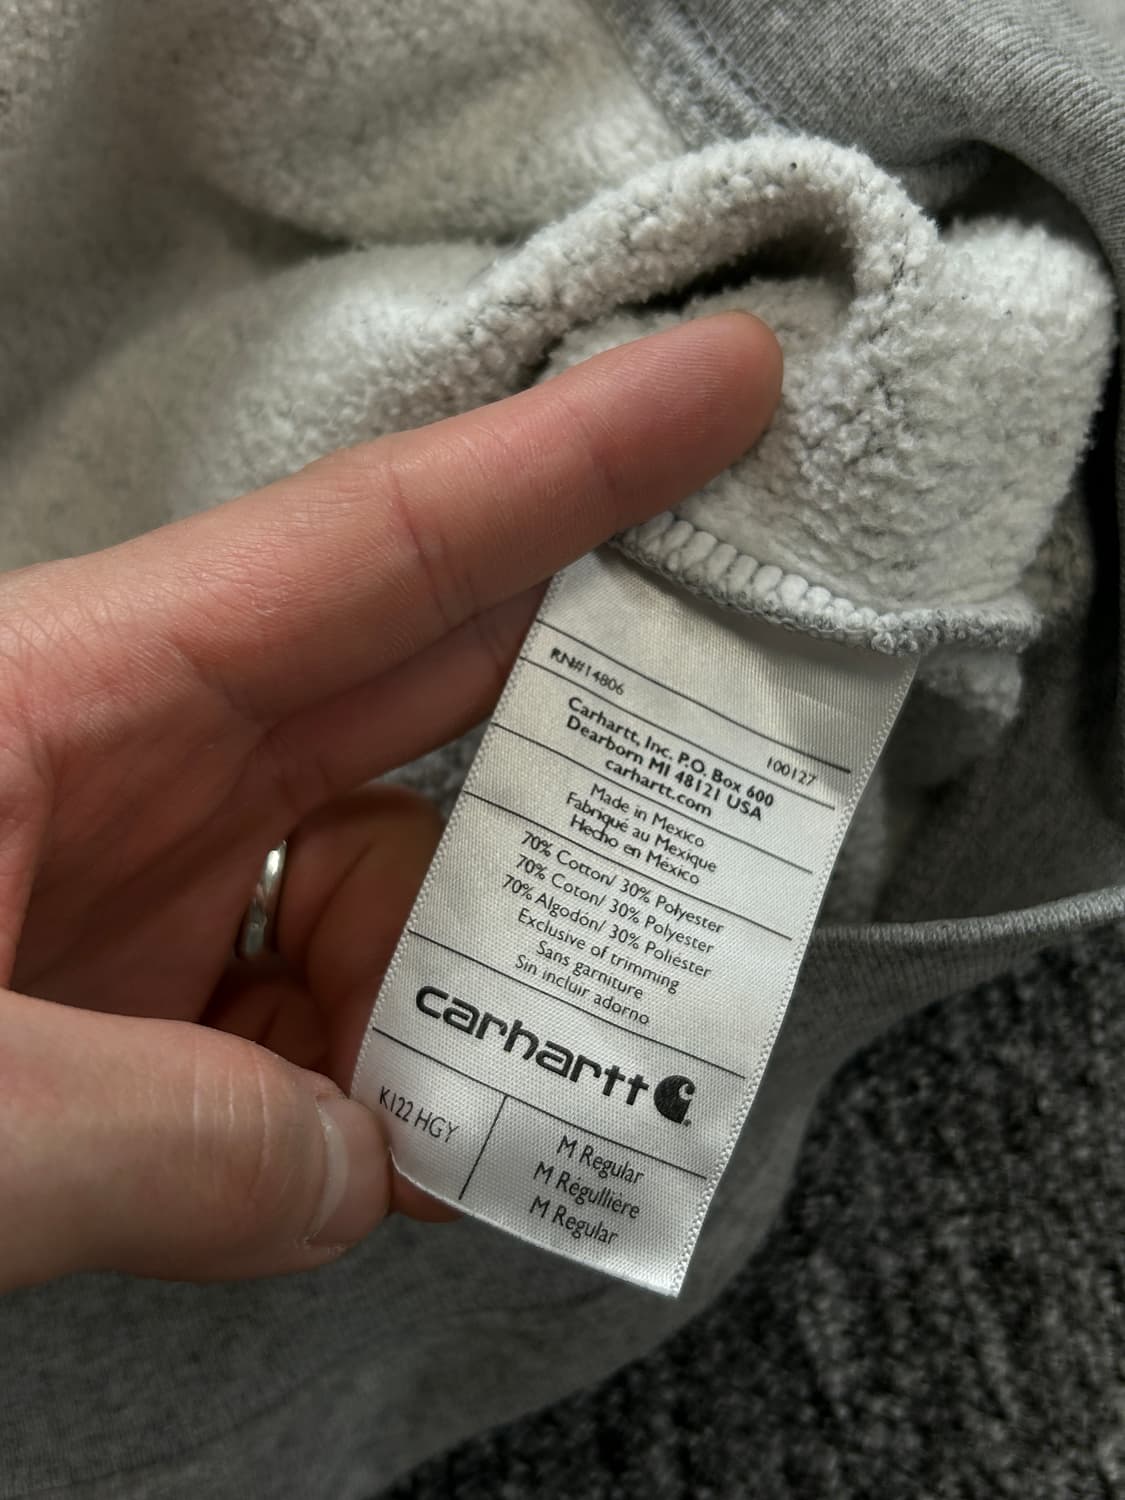 RN#14806
100127
Carhartt, Inc. P.O. Box 600
Dearborn MI 48121 USA
carhartt.com
Made in Mexico
Fabriqué au Mexique
Hecho en México
70% Cotton/ 30% Polyester
70% Coton/ 30% Polyester
70% Algodón/ 30% Poliéster
Exclusive of trimming
Sans garniture
Sin incluir adorno
carhartt
K122 HGY
M Regular
M Regulliere
M Regular